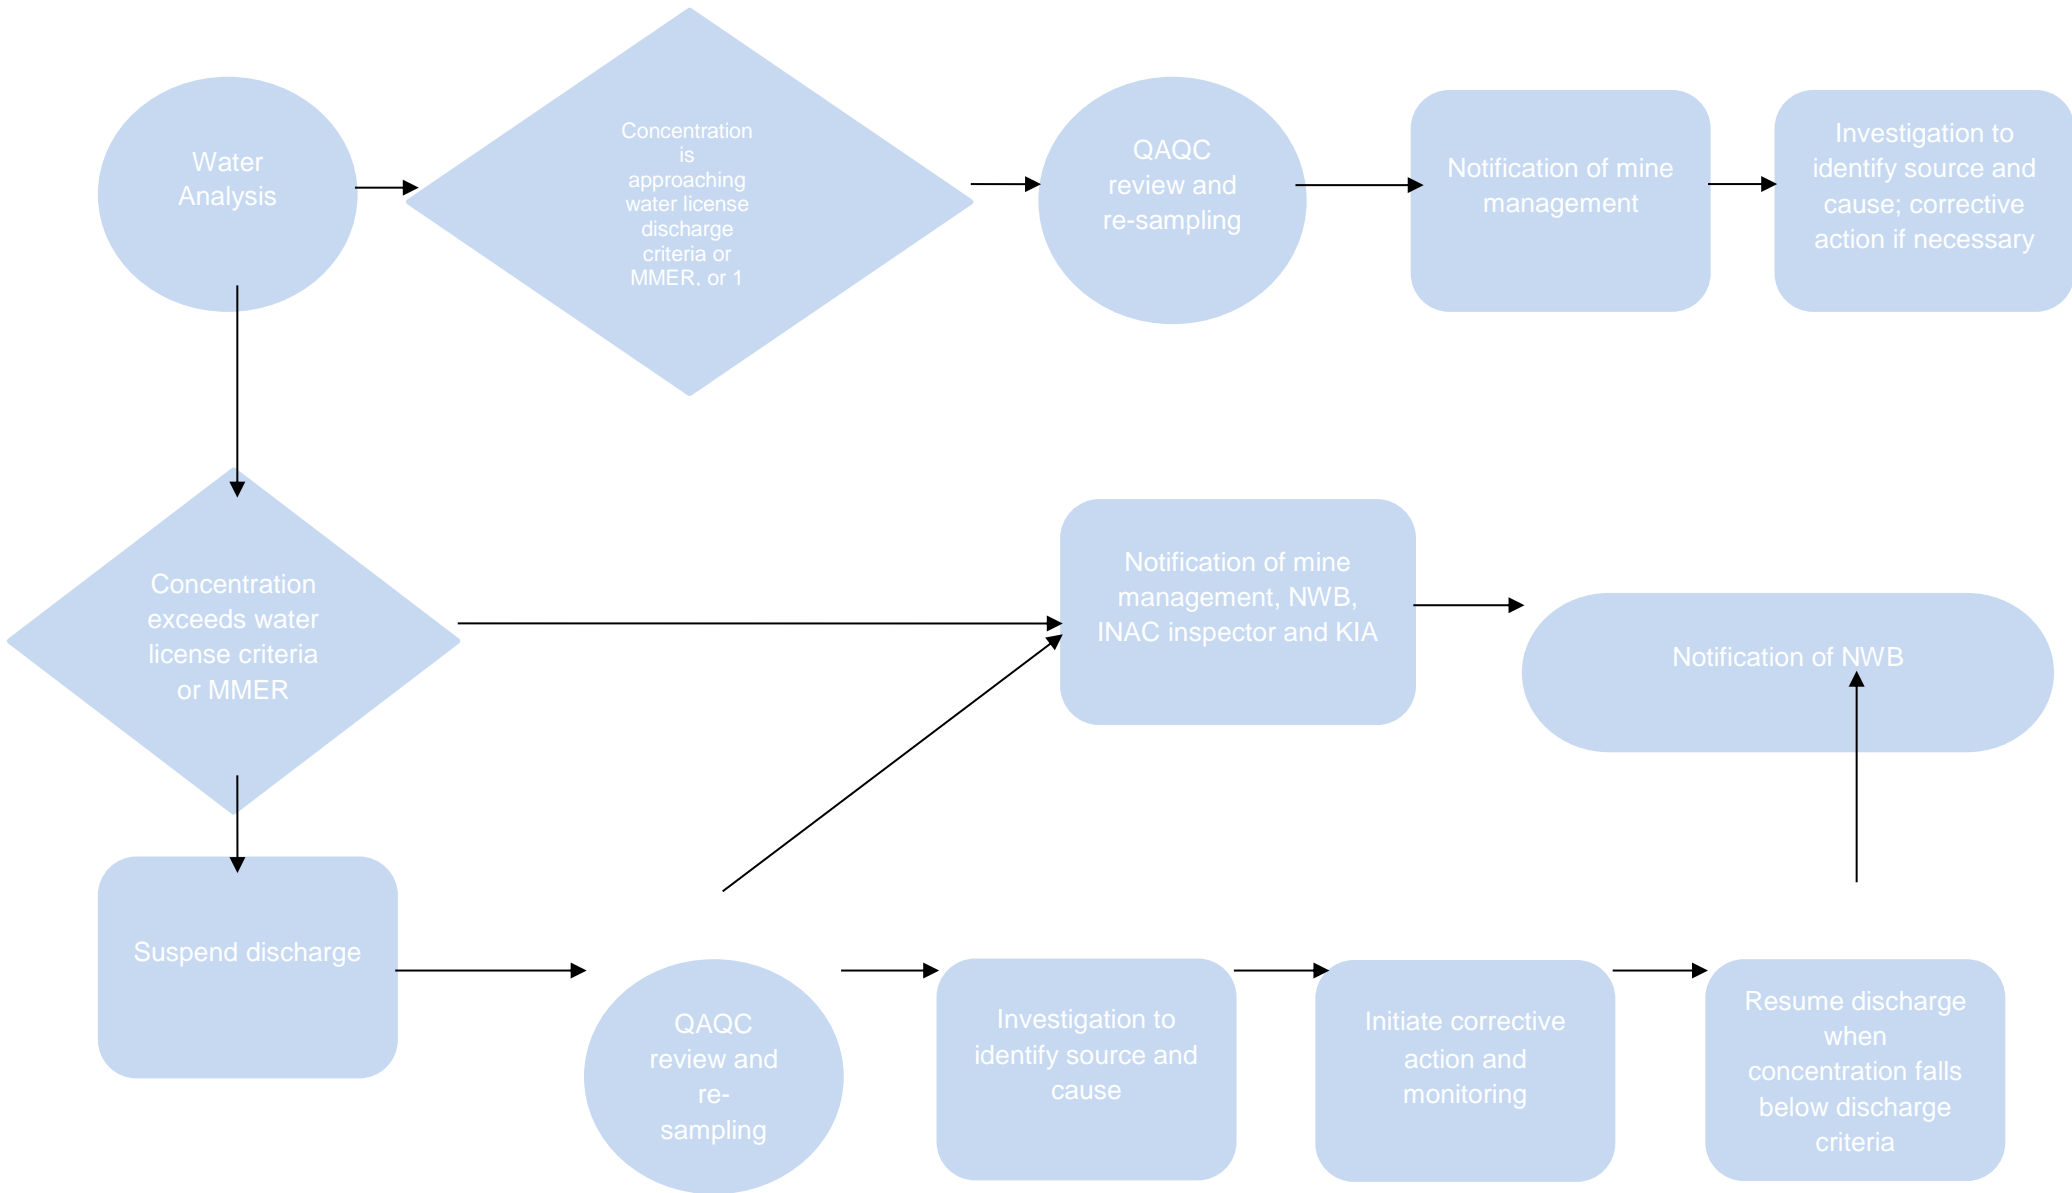 Water
Analysis
Concentration
is
approaching
water license
discharge
criteria or
MMER. or 1
QAQC
review and
re-sampling
Notification of mine
management
Investigation to
identify source and
cause; corrective
action if necessary
Concentration
exceeds water
license criteria
or MMER
Notification of mine
management, NWB,
INAC inspector and KIA
Notification of NWB
Suspend discharge
QAQC
review and
re-
sampling
Investigation to
identify source and
cause
Initiate corrective
action and
monitoring
Resume discharge
when
concentration falls
below discharge
criteria